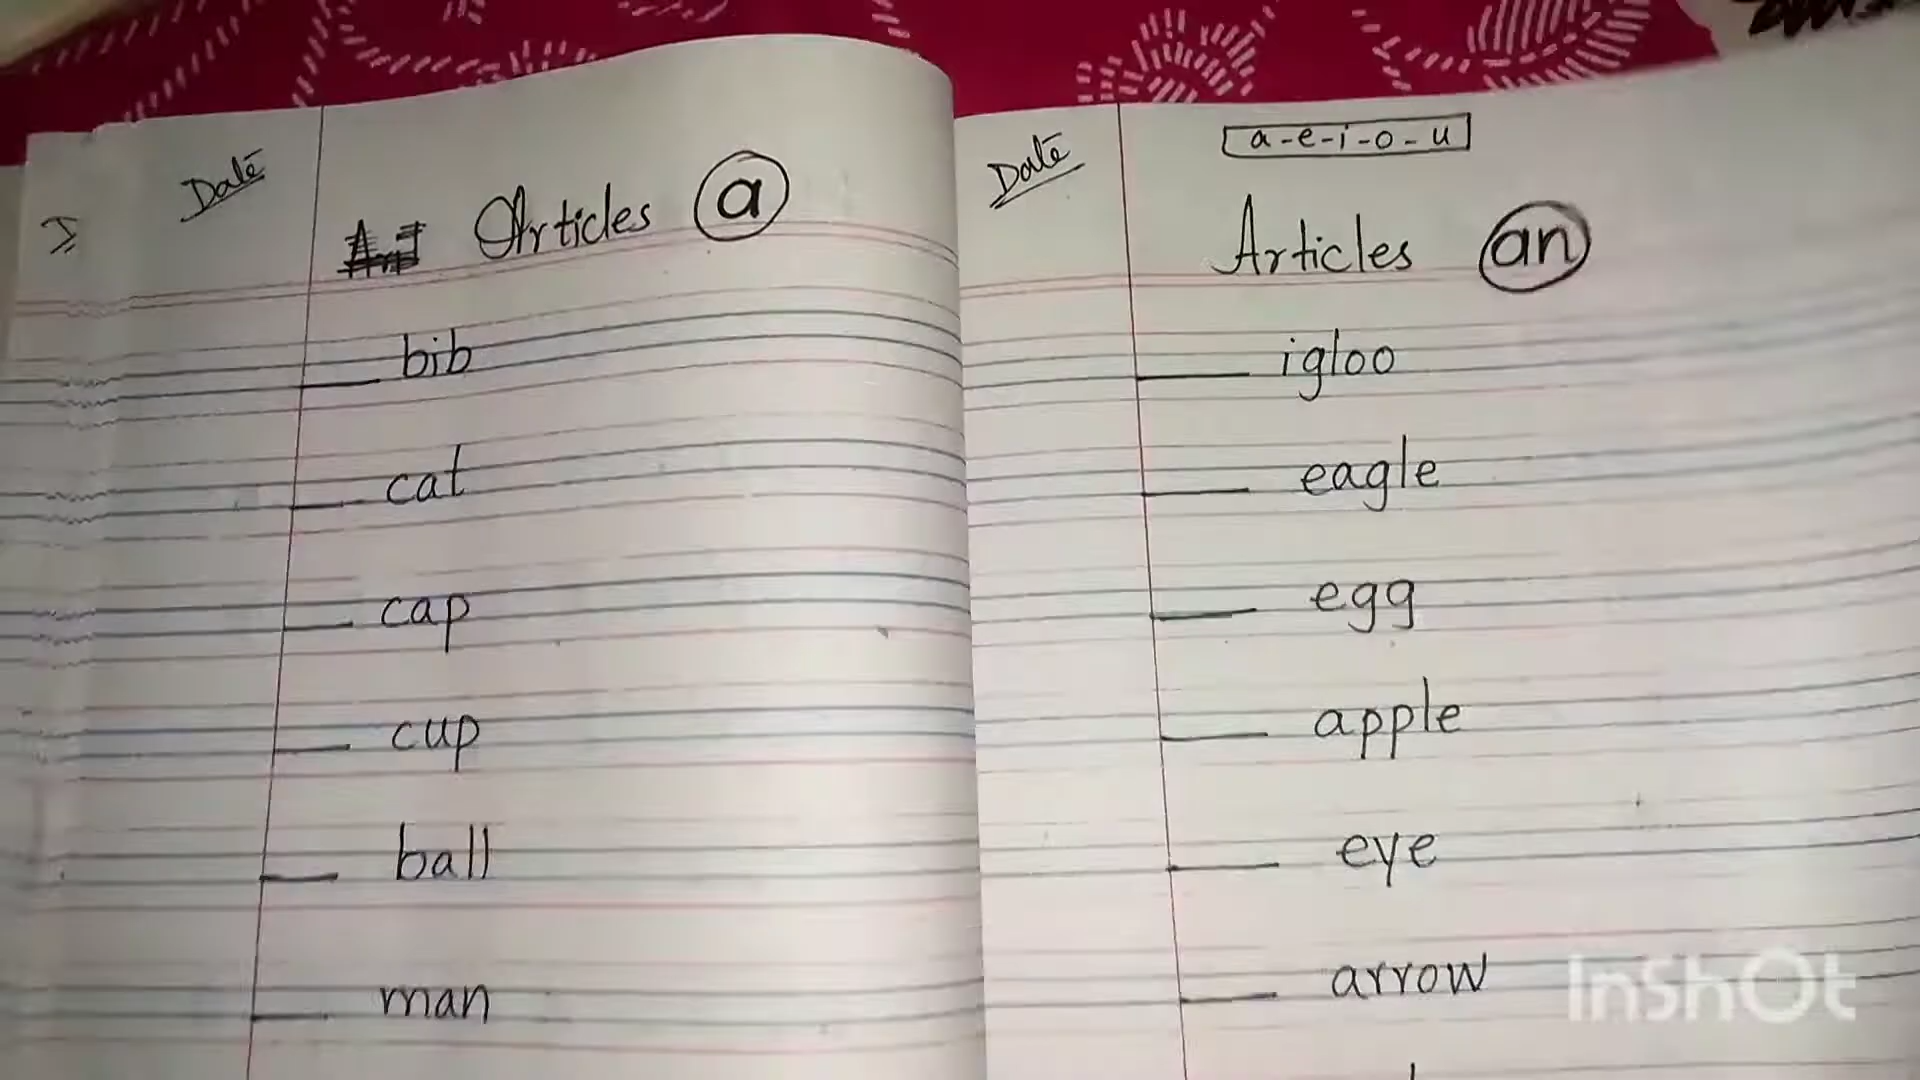 Date
Articles a
___ bib
___ cat
___ cap
___ cup
___ ball
___ man
Date
a-e-i-o-u
Articles an
___ igloo
___ eagle
___ egg
___ apple
___ eye
___ arrow
InShOt